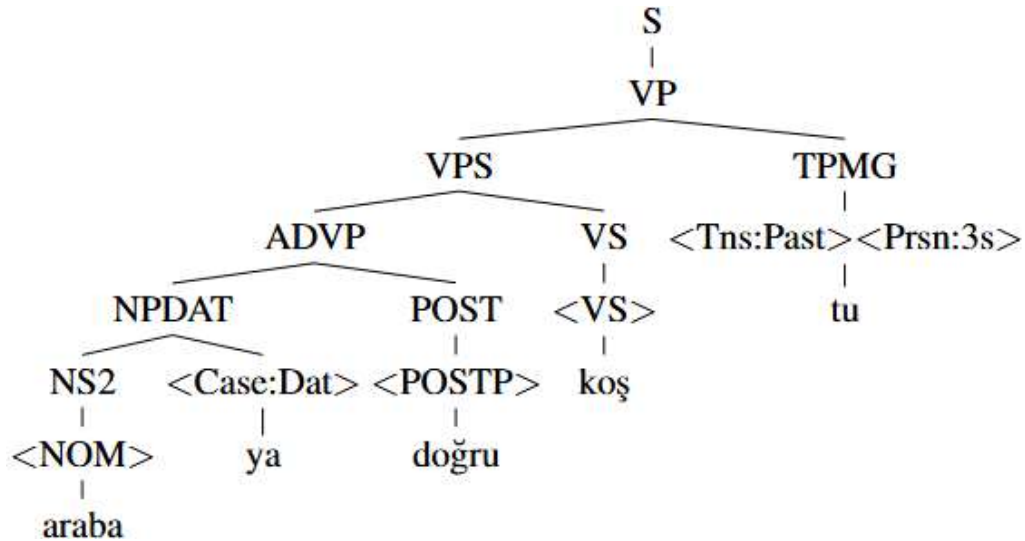 S
VP
VPS TPMG
ADVP VS <Tns:Past> <Prsn:3s>
NPDAT POST <VS> tu
NS2 <Case:Dat> <POSTP> koş
<NOM> ya doğru
araba